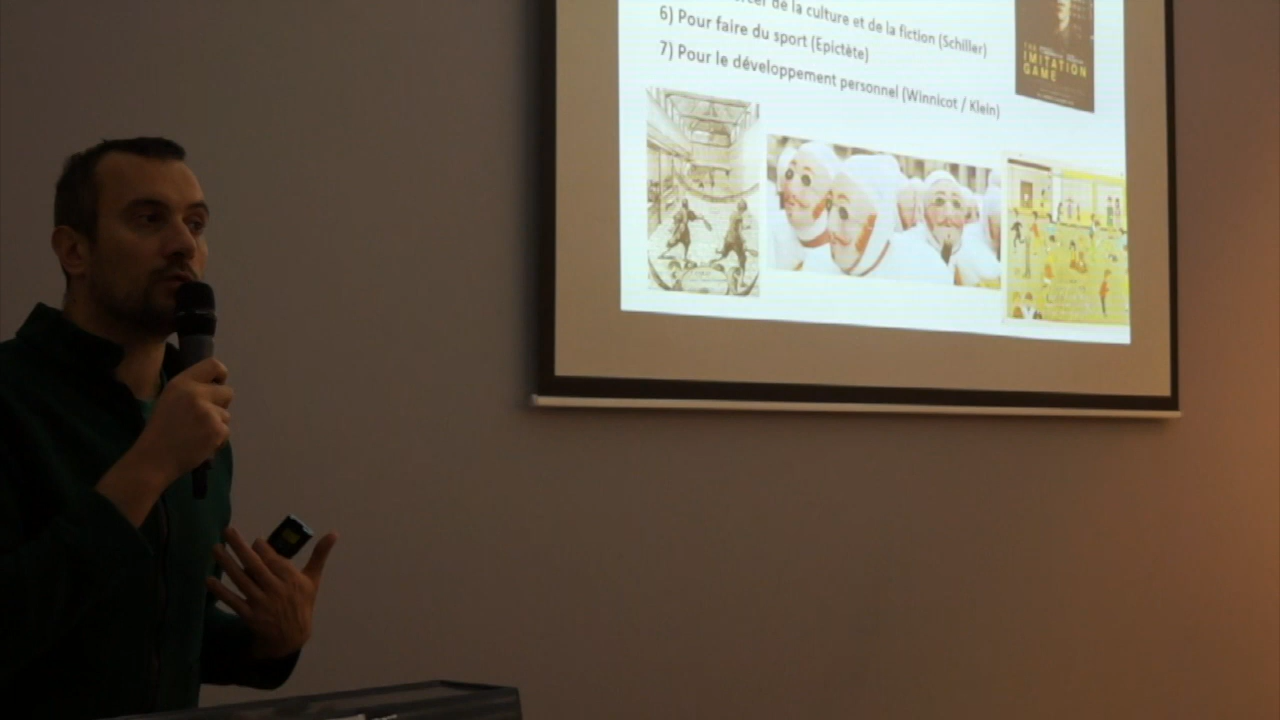 de la culture et de la fiction (Schiller)
6) Pour faire du sport (Epictète)
7) Pour le développement personnel (Winnicot / Klein)
THE
IMITATION
GAME